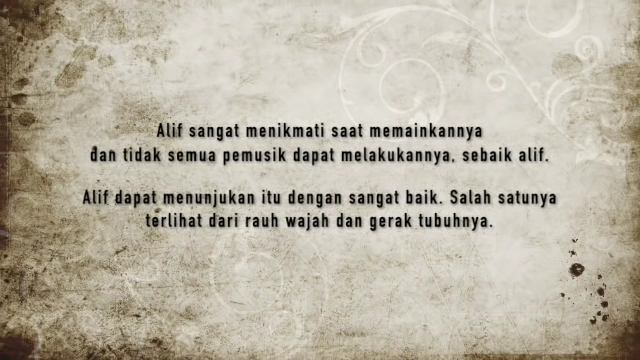 Alif sangat menikmati saat memainkannya
dan tidak semua pemusik dapat melakukannya, sebaik alif.
Alif dapat menunjukan itu dengan sangat baik. Salah satunya
terlihat dari rauh wajah dan gerak tubuhnya.